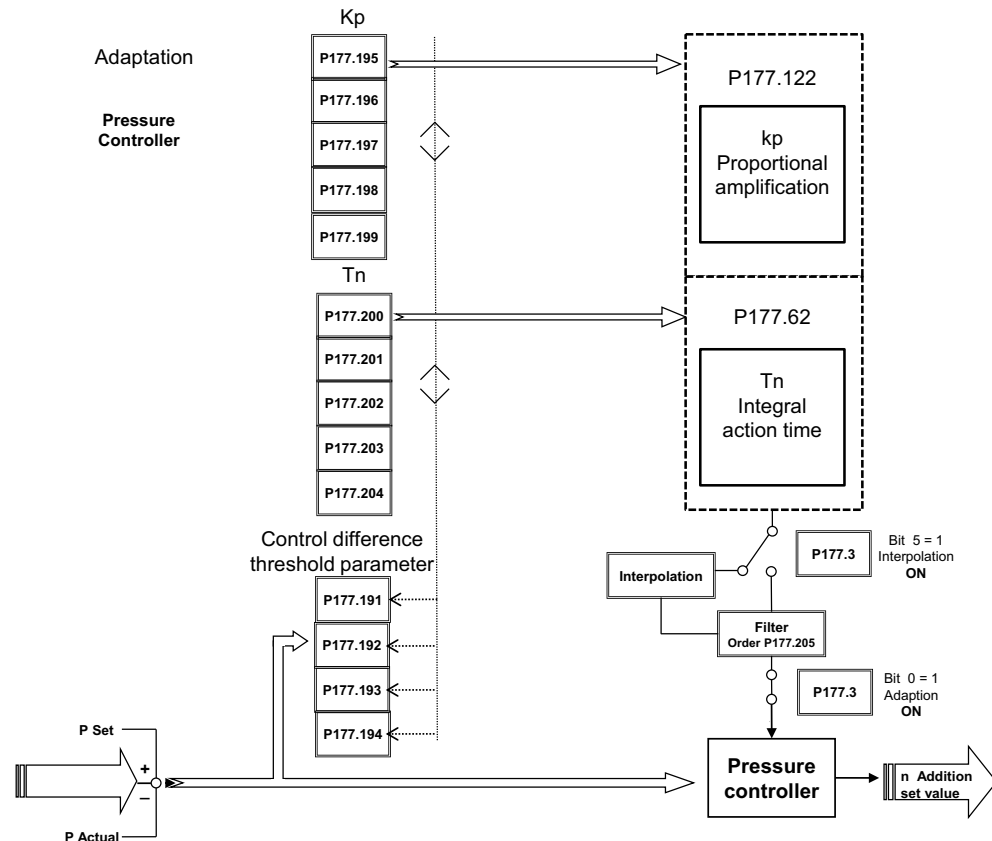 Adaptation
Pressure
Controller
Kp
P177.195
P177.196
P177.197
P177.198
P177.199
Tn
P177.200
P177.201
P177.202
P177.203
P177.204
Control difference
threshold parameter
P177.191
P177.192
P177.193
P177.194
P177.122
kp
Proportional
amplification
P177.62
Tn
Integral
action time
Interpolation
P177.3
Bit 5 = 1
Interpolation
ON
Filter
Order P177.205
P177.3
Bit 0 = 1
Adaption
ON
P Set
+
–
P Actual
Pressure
controller
n Addition
set value